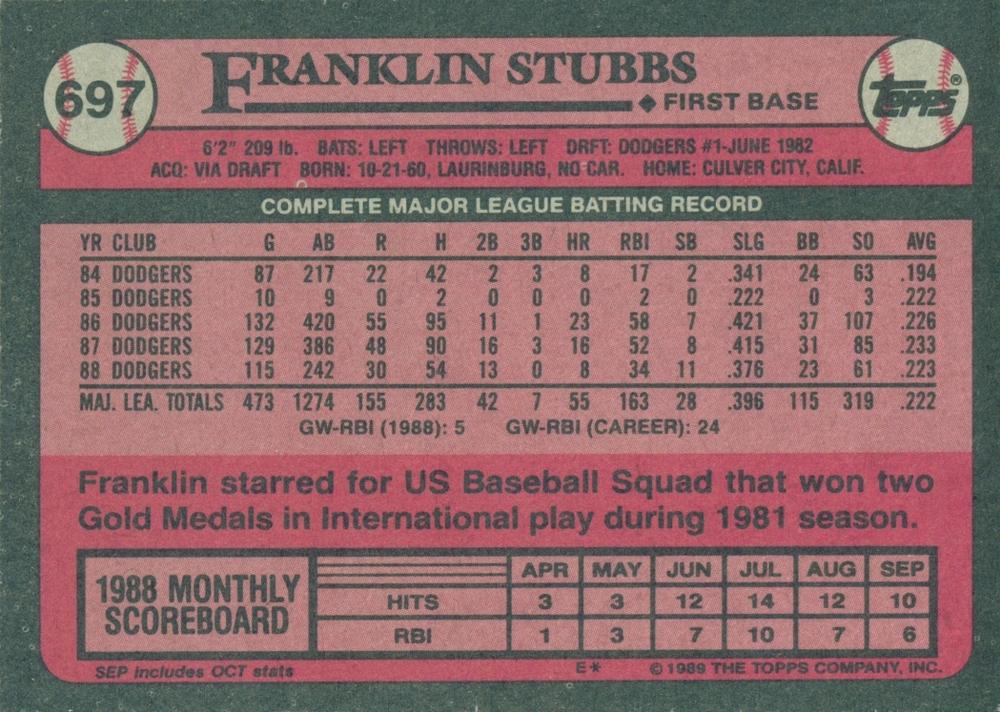 697
FRANKLIN STUBBS
◆ FIRST BASE
TOPPS®
6'2" 209 lb. BATS: LEFT THROWS: LEFT DRFT: DODGERS #1-JUNE 1982
ACQ: VIA DRAFT BORN: 10-21-60, LAURINBURG, NO CAR. HOME: CULVER CITY, CALIF.
COMPLETE MAJOR LEAGUE BATTING RECORD
YR CLUB G AB R H 2B 3B HR RBI SB SLG BB SO AVG
84 DODGERS 87 217 22 42 2 3 8 17 2 .341 24 63 .194
85 DODGERS 10 9 0 2 0 0 0 2 0 .222 0 3 .222
86 DODGERS 132 420 55 95 11 1 23 58 7 .421 37 107 .226
87 DODGERS 129 386 48 90 16 3 16 52 8 .415 31 85 .233
88 DODGERS 115 242 30 54 13 0 8 34 11 .376 23 61 .223
MAJ. LEA. TOTALS 473 1274 155 283 42 7 55 163 28 .396 115 319 .222
GW-RBI (1988): 5 GW-RBI (CAREER): 24
Franklin starred for US Baseball Squad that won two
Gold Medals in International play during 1981 season.
1988 MONTHLY
SCOREBOARD
APR MAY JUN JUL AUG SEP
HITS 3 3 12 14 12 10
RBI 1 3 7 10 7 6
SEP includes OCT stats
E* © 1989 THE TOPPS COMPANY, INC.